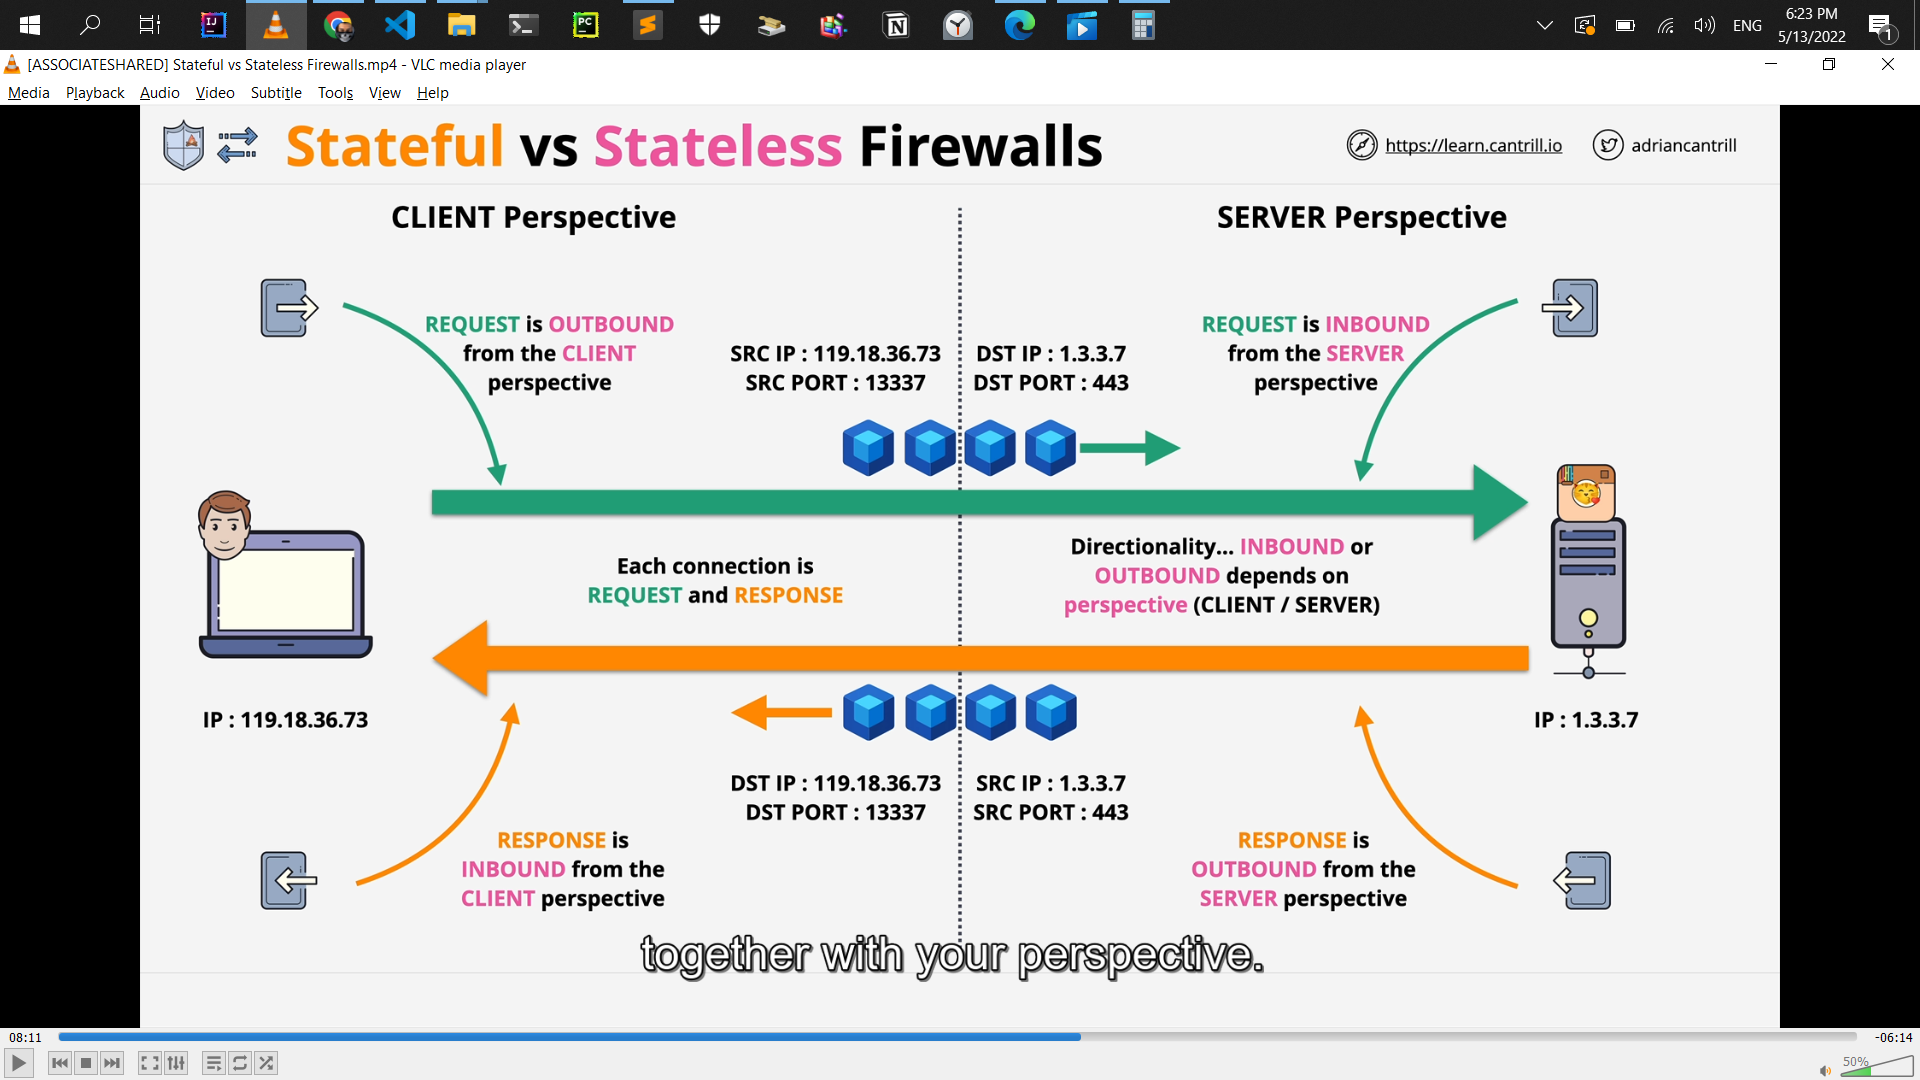 ENG
6:23 PM
5/13/2022
1
IJ
PC
[ASSOCIATESHARED] Stateful vs Stateless Firewalls.mp4 - VLC media player
Media Playback Audio Video Subtitle Tools View Help
Stateful vs Stateless Firewalls
https://learn.cantrill.io
adriancantrill
CLIENT Perspective
SERVER Perspective
REQUEST is OUTBOUND
from the CLIENT
perspective
SRC IP : 119.18.36.73
SRC PORT : 13337
DST IP : 1.3.3.7
DST PORT : 443
REQUEST is INBOUND
from the SERVER
perspective
Each connection is
REQUEST and RESPONSE
Directionality... INBOUND or
OUTBOUND depends on
perspective (CLIENT / SERVER)
IP : 119.18.36.73
IP : 1.3.3.7
DST IP : 119.18.36.73
DST PORT : 13337
SRC IP : 1.3.3.7
SRC PORT : 443
RESPONSE is
INBOUND from the
CLIENT perspective
RESPONSE is
OUTBOUND from the
SERVER perspective
together with your perspective.
08:11
-06:14
50%